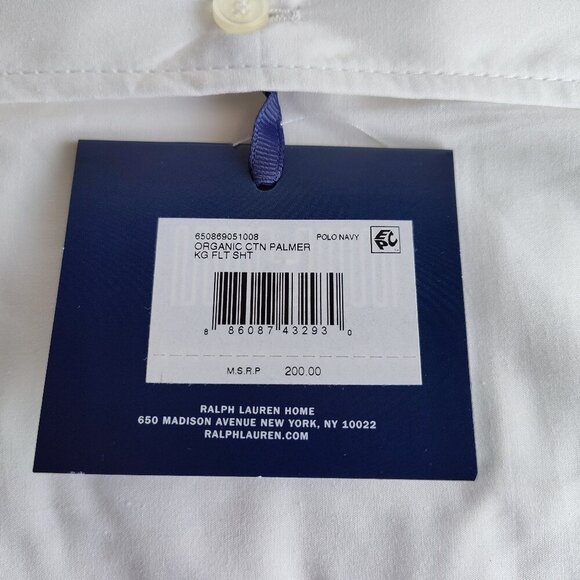 650869051008 POLO NAVY EPC
ORGANIC CTN PALMER
KG FLT SHT
8 86087 43293 0
M.S.R.P 200.00
RALPH LAUREN HOME
650 MADISON AVENUE NEW YORK, NY 10022
RALPHLAUREN.COM